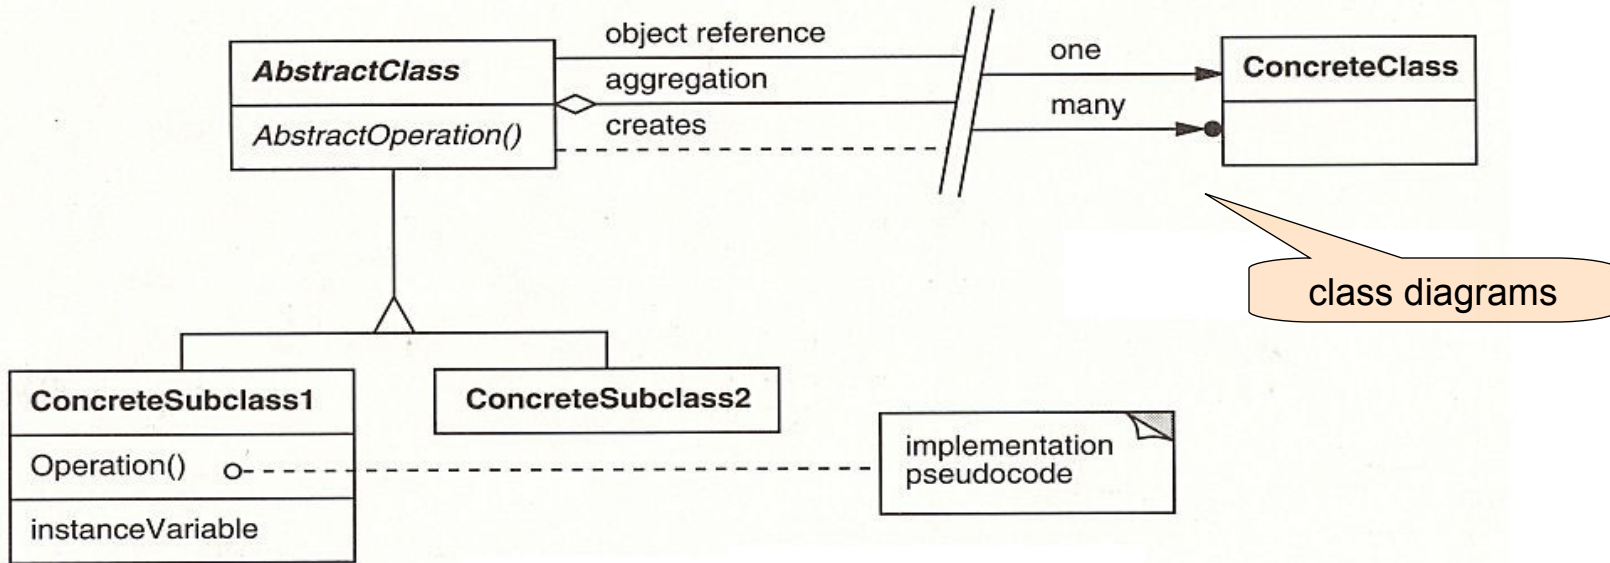 object reference
one
AbstractClass
aggregation
ConcreteClass
many
AbstractOperation()
creates
class diagrams
ConcreteSubclass1
ConcreteSubclass2
Operation()
implementation
pseudocode
instanceVariable